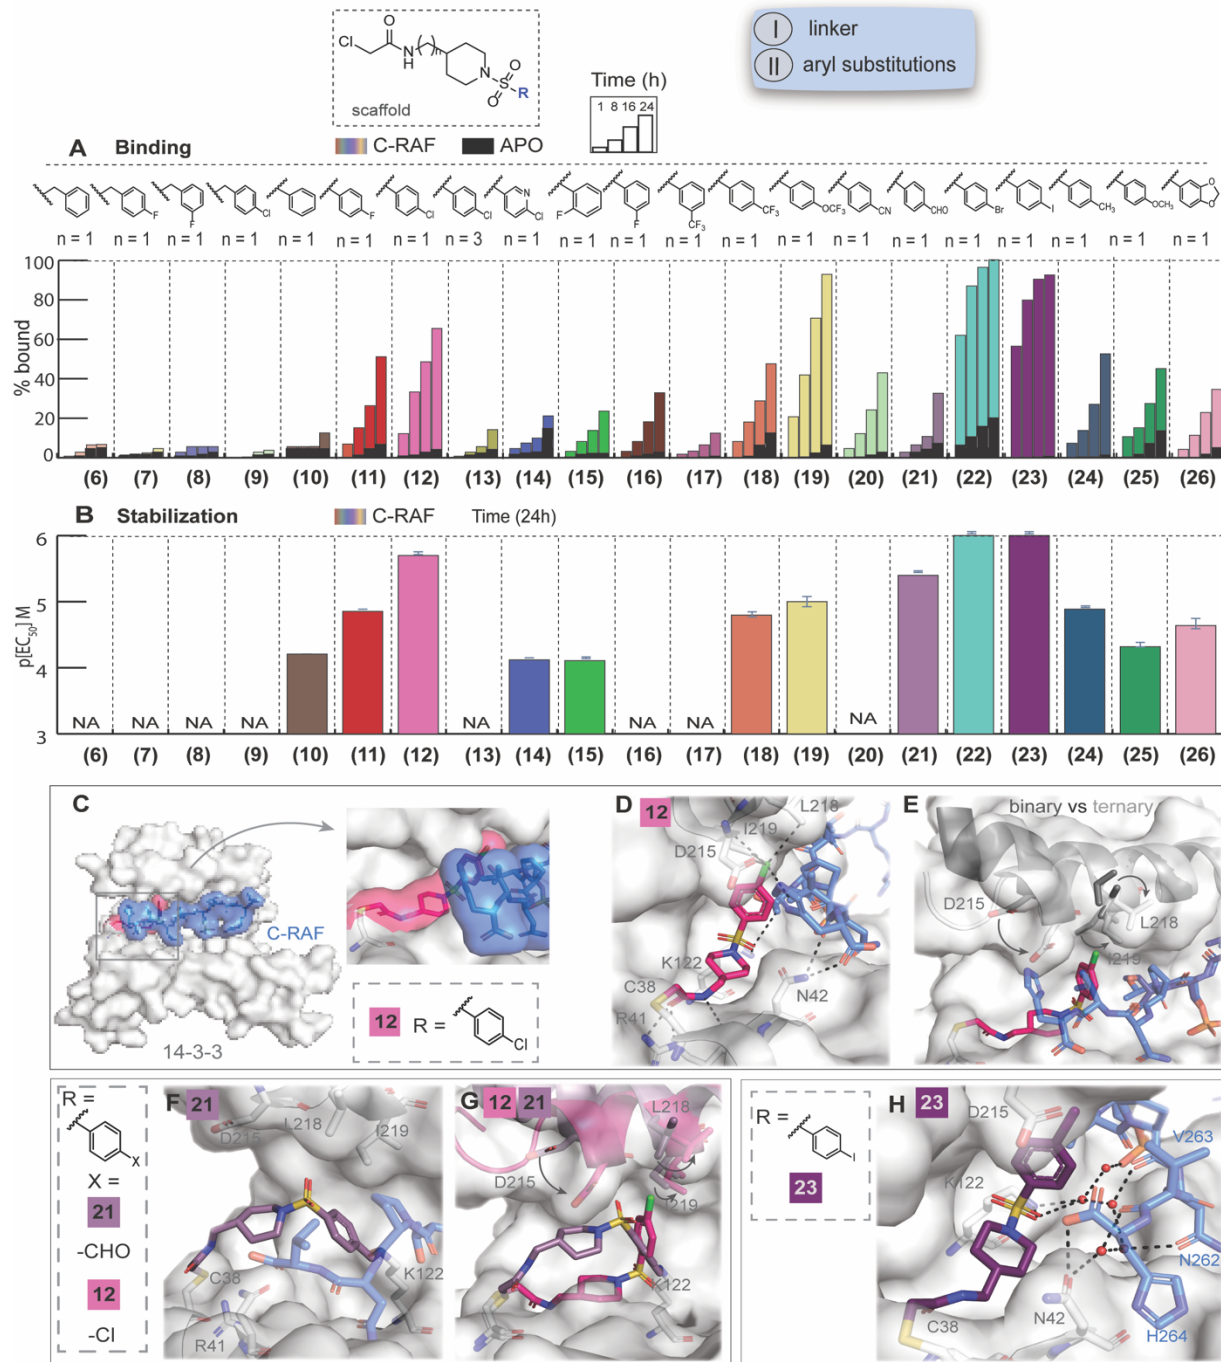 Cl
O
N
H
n
N
O
S
O
R
scaffold
I linker
II aryl substitutions
Time (h)
1 8 16 24
C-RAF APO
A Binding
F
F
Cl
F
Cl
Cl
N
Cl
F
F
CF3
CF3
OCF3
CN
CHO
Br
I
CH3
OCH3
O
O
n = 1 n = 1 n = 1 n = 1 n = 1 n = 1 n = 1 n = 3 n = 1 n = 1 n = 1 n = 1 n = 1 n = 1 n = 1 n = 1 n = 1 n = 1 n = 1 n = 1 n = 1
% bound
100
80
60
40
20
0
(6) (7) (8) (9) (10) (11) (12) (13) (14) (15) (16) (17) (18) (19) (20) (21) (22) (23) (24) (25) (26)
B Stabilization C-RAF Time (24h)
p[EC50] M
6
5
4
3
NA NA NA NA NA NA NA NA
(6) (7) (8) (9) (10) (11) (12) (13) (14) (15) (16) (17) (18) (19) (20) (21) (22) (23) (24) (25) (26)
C
C-RAF
14-3-3
12 R =
Cl
D 12
L218
I219
D215
K122
C38
R41
N42
E binary vs ternary
D215
L218
I219
R =
X
X =
21
-CHO
12
-Cl
F 21
D215
L218
I219
C38
K122
R41
G 12 21
L218
D215
I219
K122
R =
I
23
H 23
D215
V263
K122
N262
N42
C38
H264